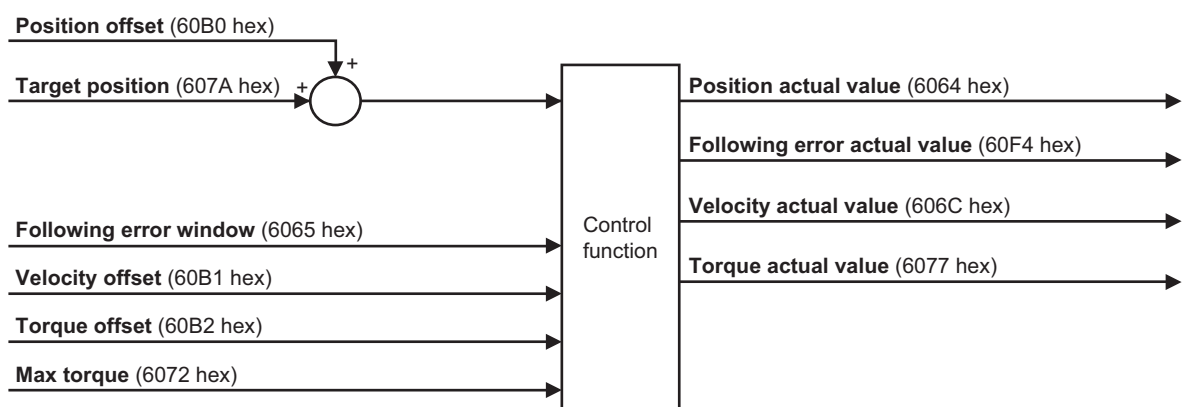 Position offset (60B0 hex)
+
Target position (607A hex)
+
Position actual value (6064 hex)
Following error actual value (60F4 hex)
Velocity actual value (606C hex)
Following error window (6065 hex)
Control
function
Velocity offset (60B1 hex)
Torque actual value (6077 hex)
Torque offset (60B2 hex)
Max torque (6072 hex)